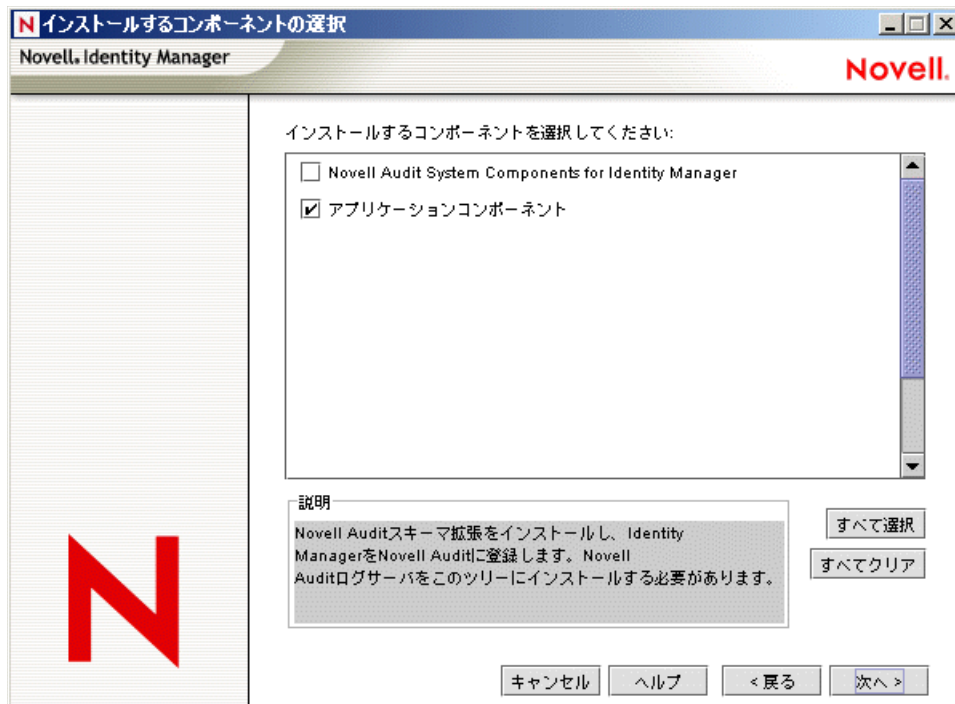 インストールするコンポーネントの選択
Novell. Identity Manager
Novell.
インストールするコンポーネントを選択してください:
Novell Audit System Components for Identity Manager
アプリケーションコンポーネント
説明
Novell Auditスキーマ拡張をインストールし、Identity
ManagerをNovell Auditに登録します。Novell
Auditログサーバをこのツリーにインストールする必要があります。
すべて選択
すべてクリア
キャンセル
ヘルプ
<戻る
次へ>